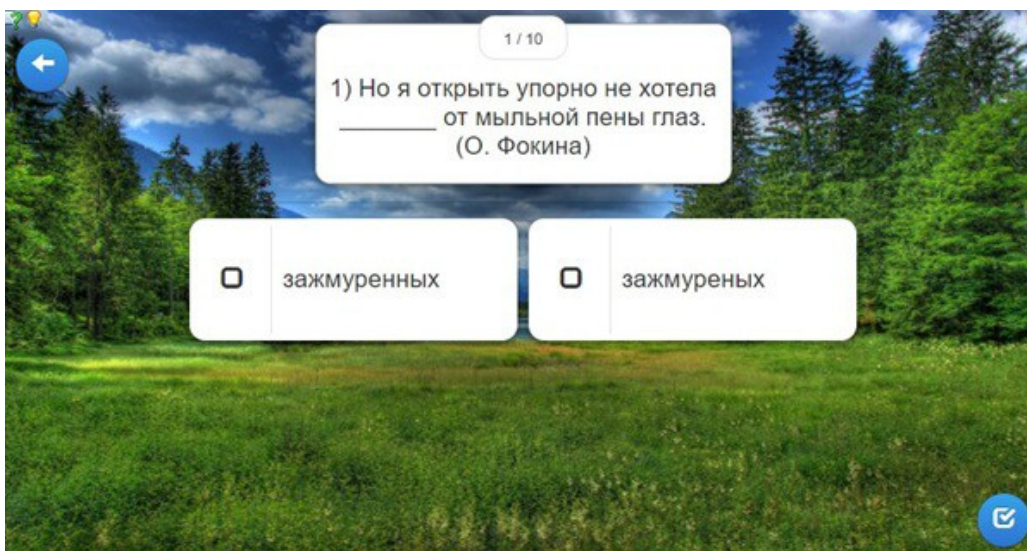 1 / 10
1) Но я открыть упорно не хотела
________ от мыльной пены глаз.
(О. Фокина)
зажмуренных
зажмуреных